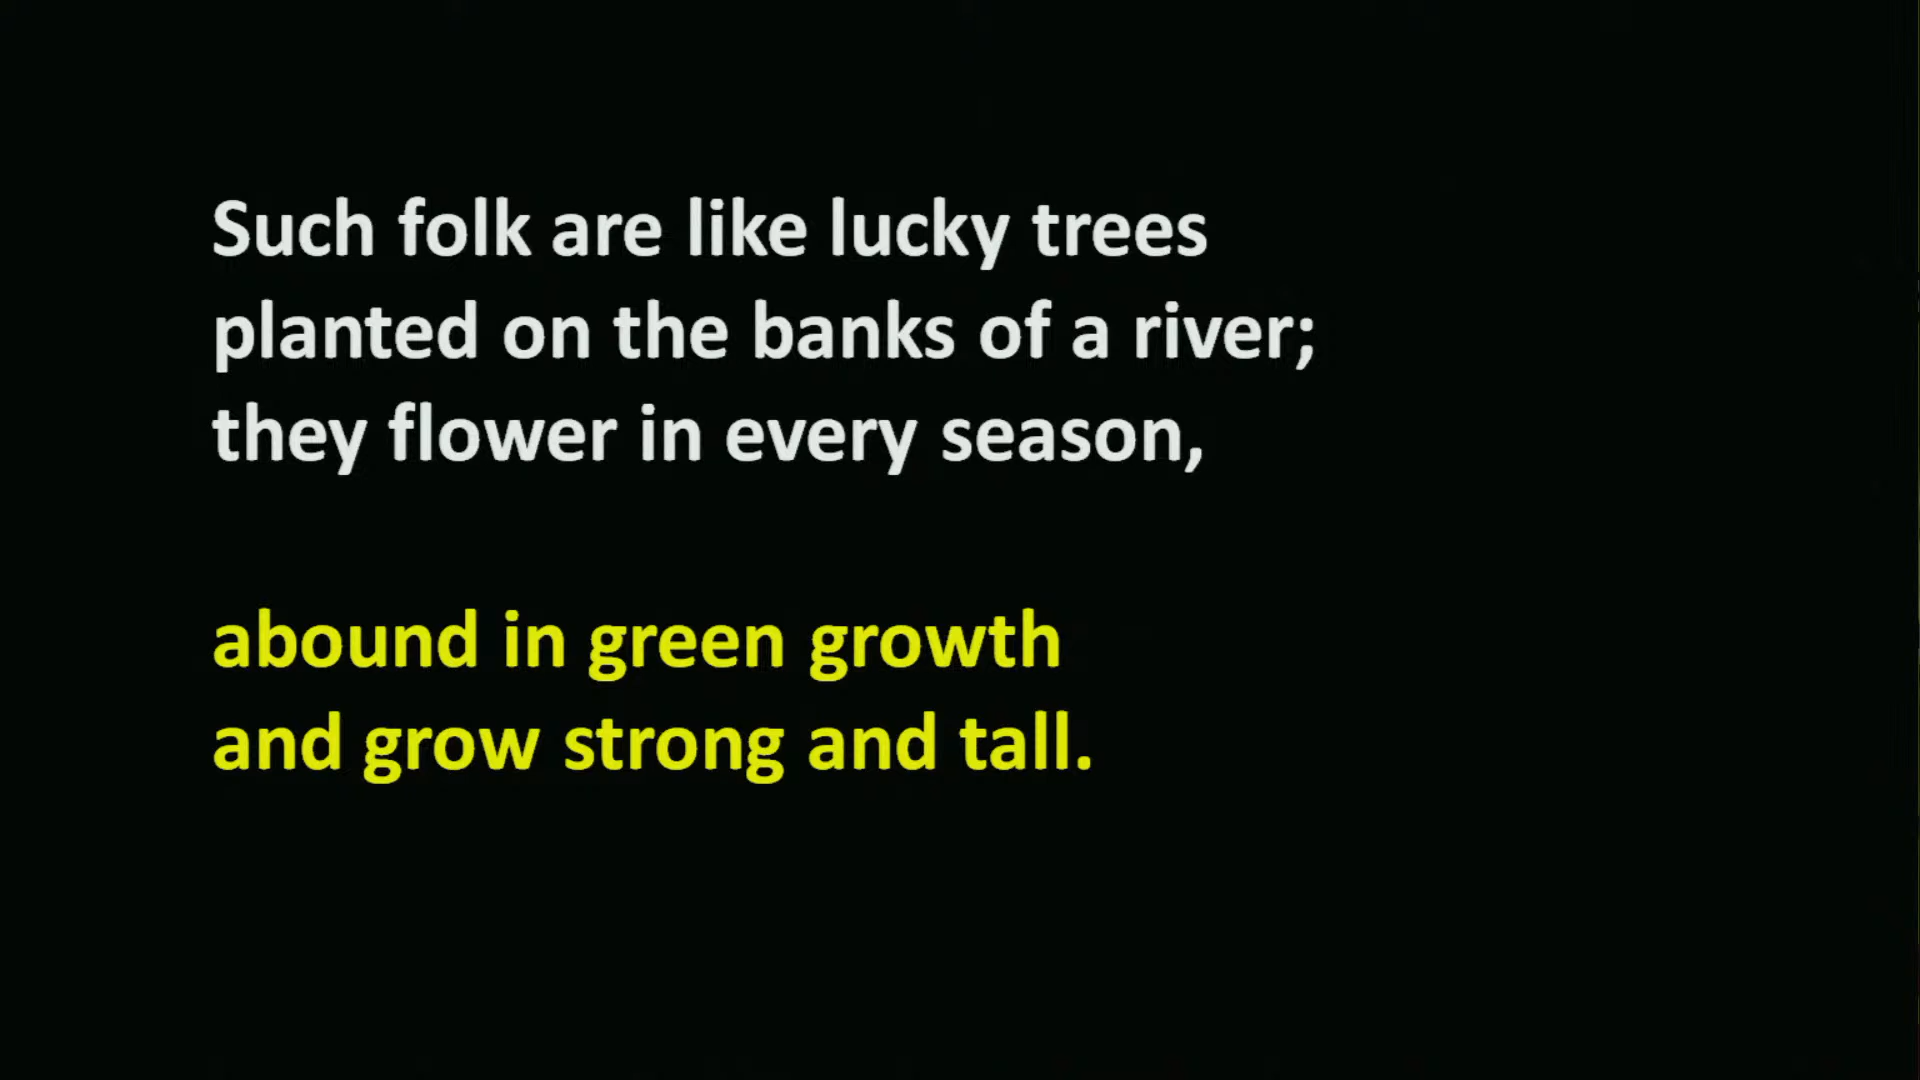 Such folk are like lucky trees
planted on the banks of a river;
they flower in every season,
abound in green growth
and grow strong and tall.